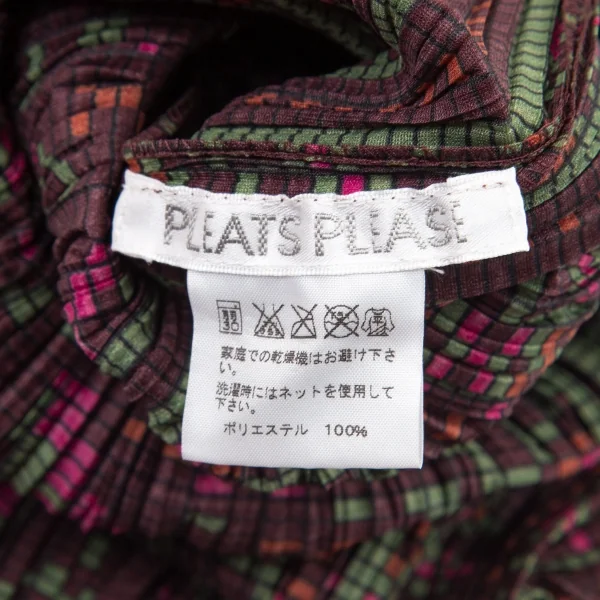 PLEATS PLEASE
家庭での乾燥機はお避け下さ
い。
洗濯時にはネットを使用して
下さい。
ポリエステル 100%